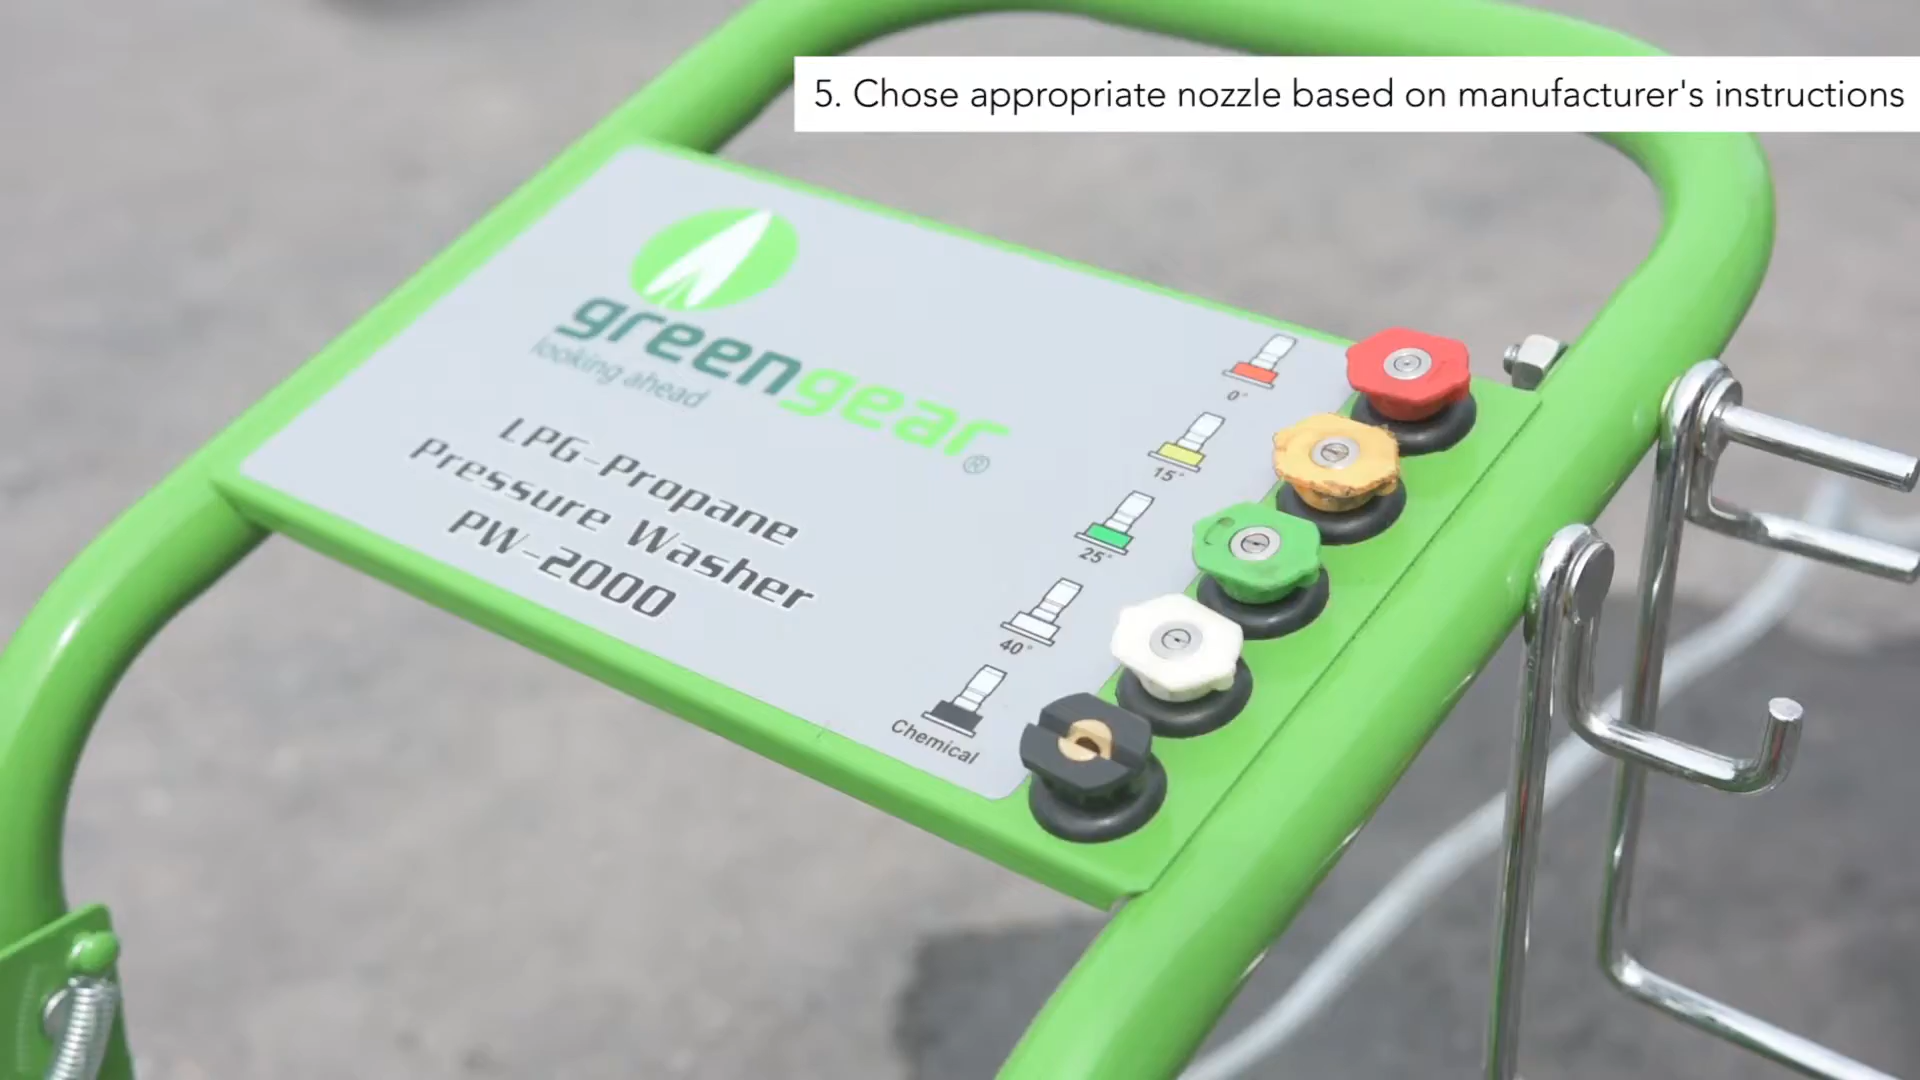 5. Chose appropriate nozzle based on manufacturer's instructions
greengear®
looking ahead
LPG-Propane
Pressure Washer
PW-2000
0°
15°
25°
40°
Chemical